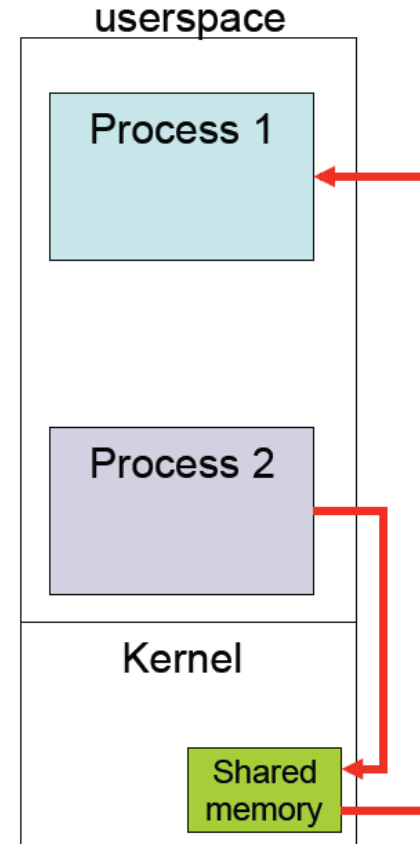 userspace
Process 1
Process 2
Kernel
Shared
memory